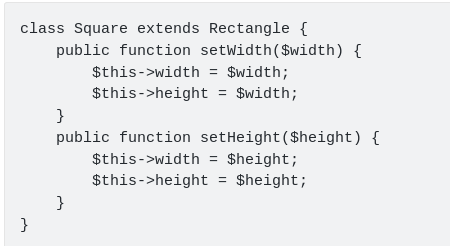 class Square extends Rectangle {
    public function setWidth($width) {
        $this->width = $width;
        $this->height = $width;
    }
    public function setHeight($height) {
        $this->width = $height;
        $this->height = $height;
    }
}